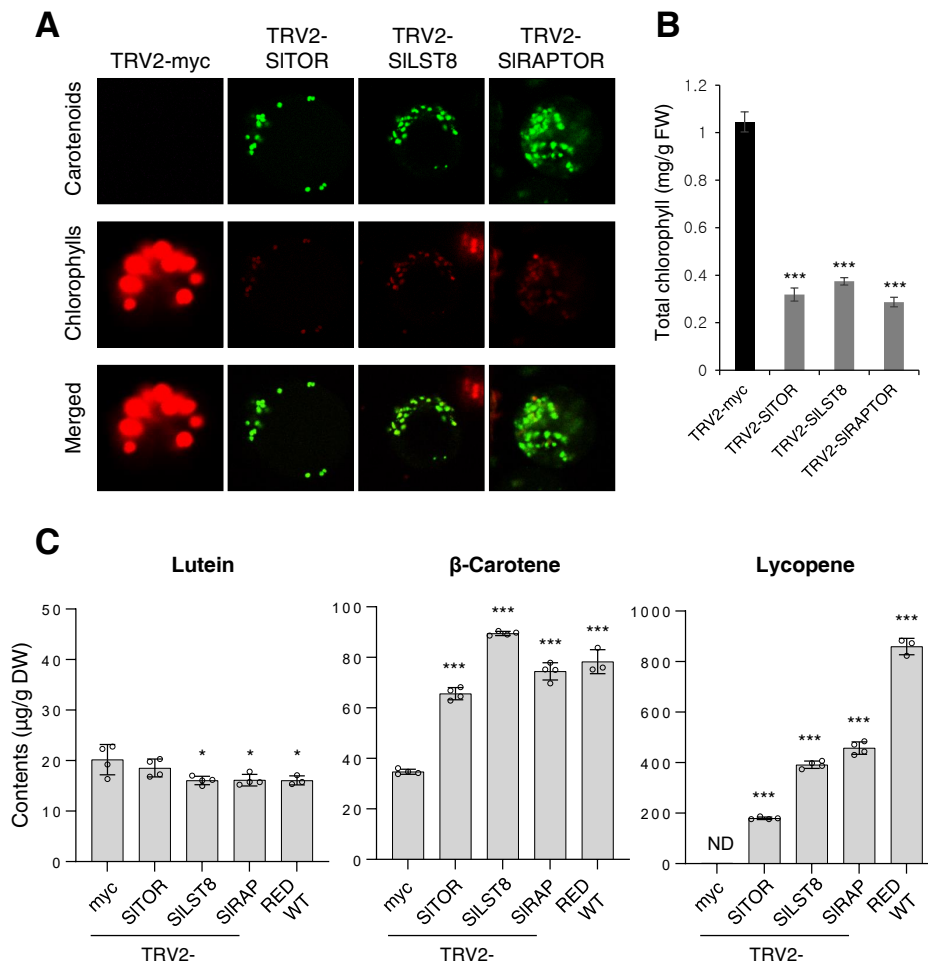 A
TRV2-myc
TRV2-
SlTOR
TRV2-
SlLST8
TRV2-
SlRAPTOR
Carotenoids
Chlorophylls
Merged
B
Total chlorophyll (mg/g FW)
1.2
1
0.8
0.6
0.4
0.2
0
***
***
***
TRV2-myc
TRV2-SlTOR
TRV2-SlLST8
TRV2-SlRAPTOR
C
Contents (µg/g DW)
Lutein
50
40
30
20
10
0
*
*
*
myc
SlTOR
SlLST8
SlRAP
RED
WT
TRV2-
β-Carotene
100
80
60
40
20
0
***
***
***
***
myc
SlTOR
SlLST8
SlRAP
RED
WT
TRV2-
Lycopene
1000
800
600
400
200
0
ND
***
***
***
***
myc
SlTOR
SlLST8
SlRAP
RED
WT
TRV2-